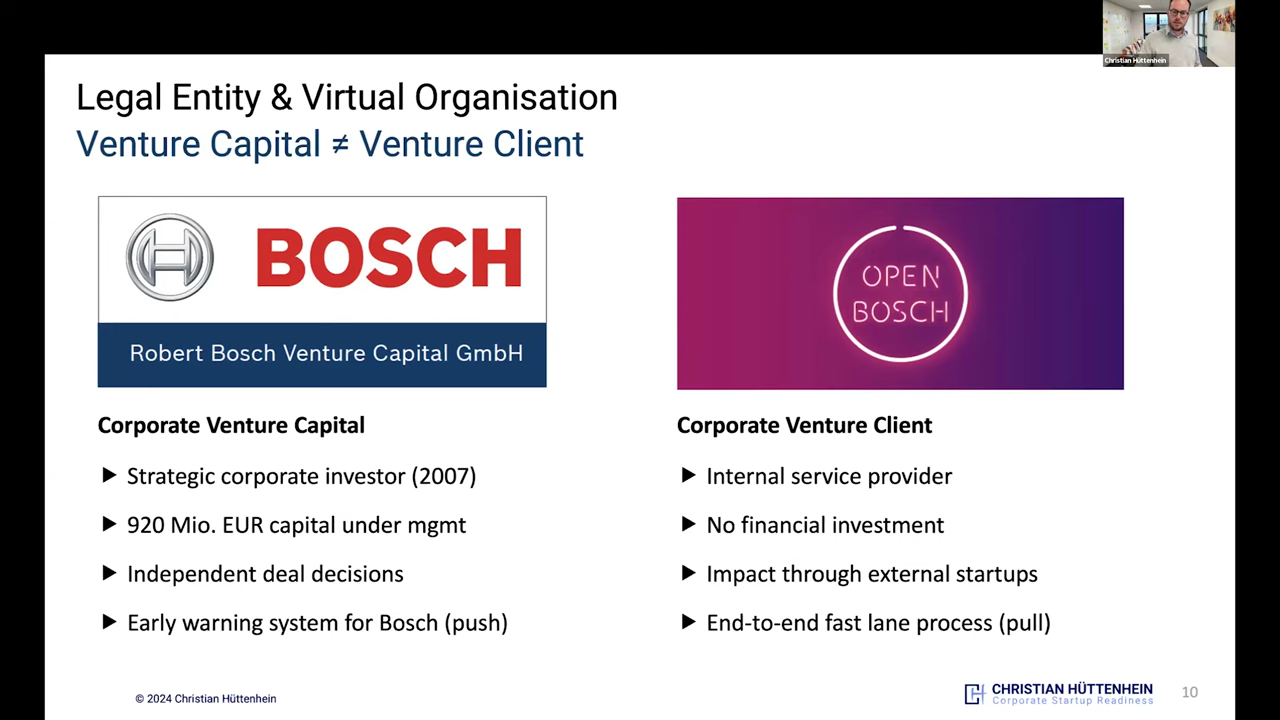 Christian Hüttenhein
Legal Entity & Virtual Organisation
Venture Capital ≠ Venture Client
BOSCH
Robert Bosch Venture Capital GmbH
Corporate Venture Capital
▶ Strategic corporate investor (2007)
▶ 920 Mio. EUR capital under mgmt
▶ Independent deal decisions
▶ Early warning system for Bosch (push)
OPEN
BOSCH
Corporate Venture Client
▶ Internal service provider
▶ No financial investment
▶ Impact through external startups
▶ End-to-end fast lane process (pull)
© 2024 Christian Hüttenhein
CHRISTIAN HÜTTENHEIN
Corporate Startup Readiness
10